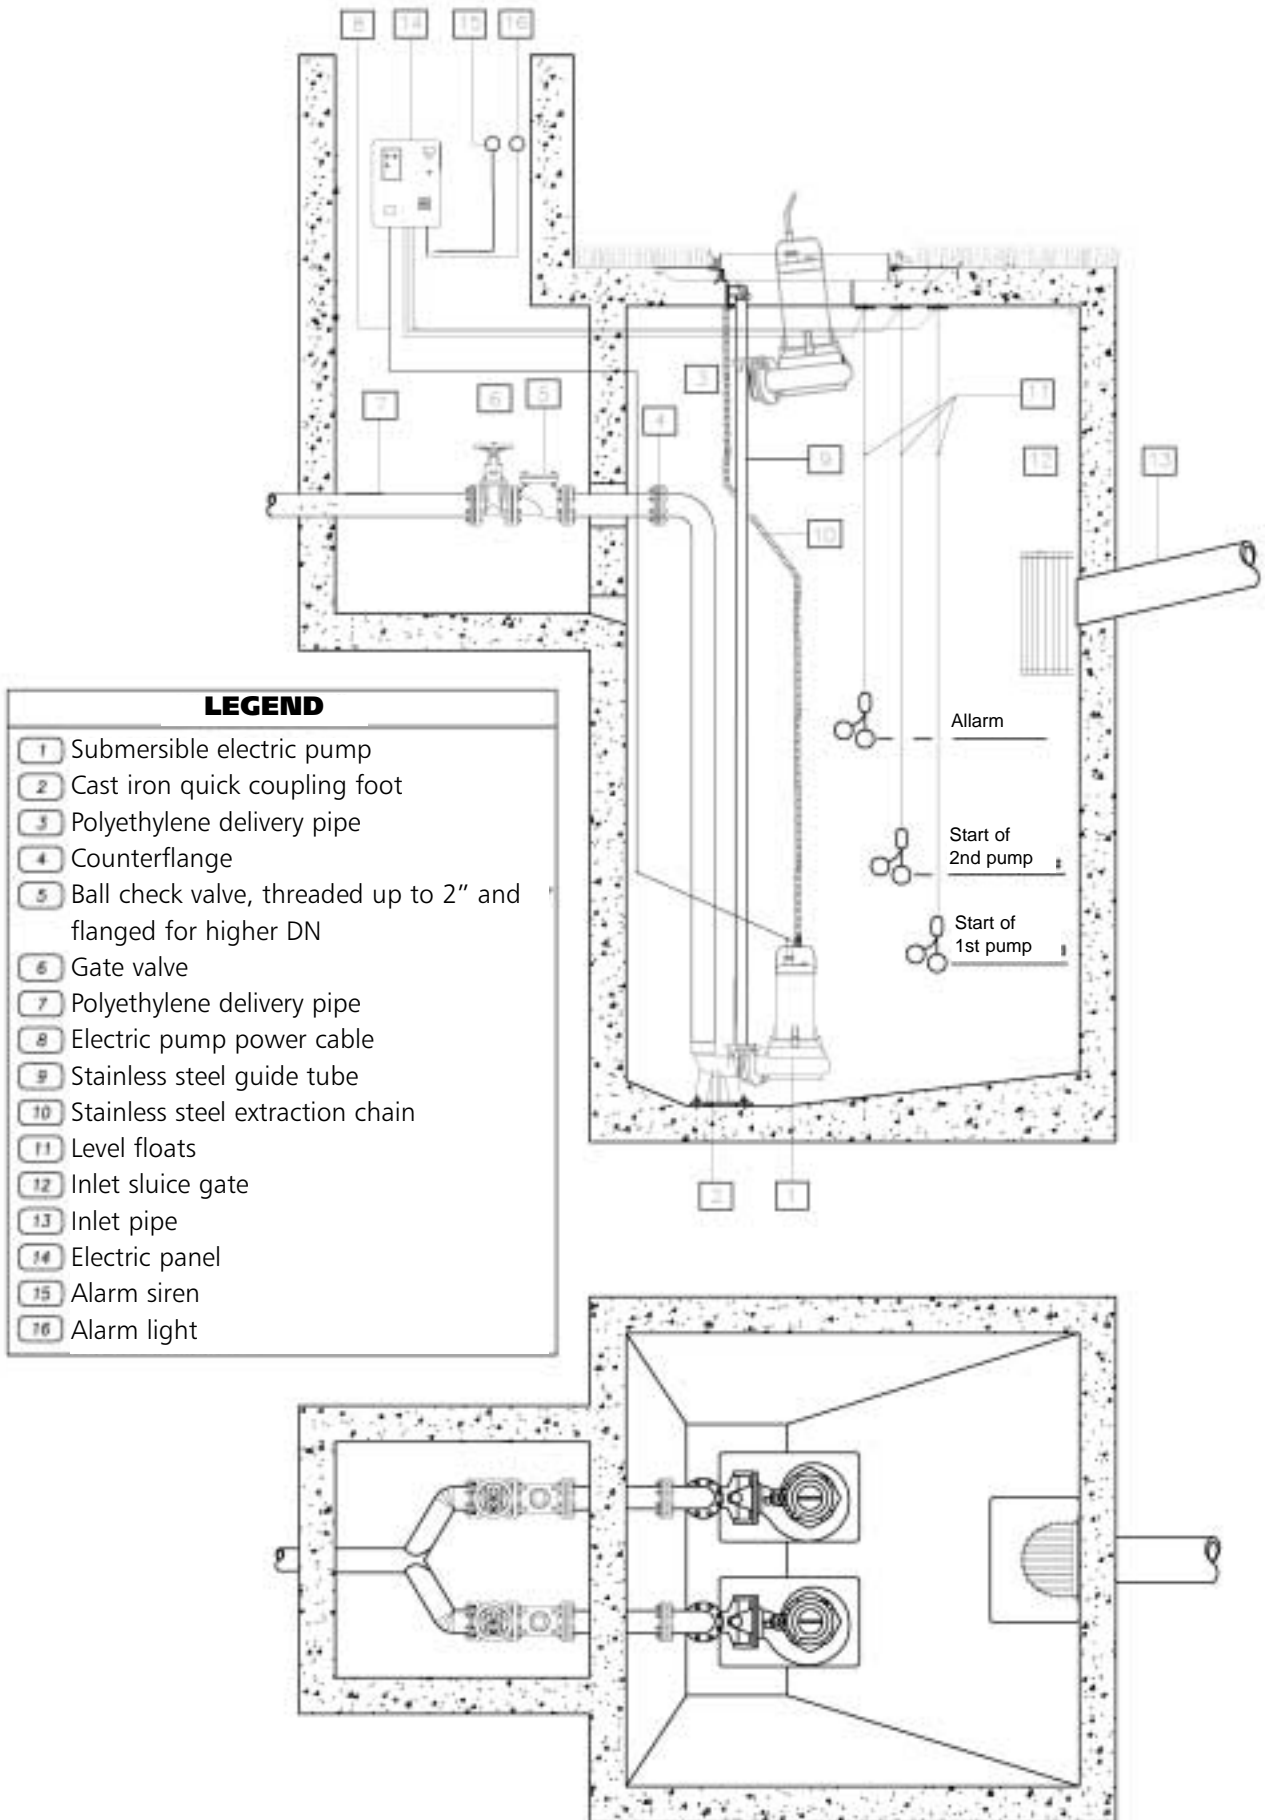 8 14 15 16
3
7 6 5 4 11
9 12 13
10
LEGEND
1 Submersible electric pump
2 Cast iron quick coupling foot
3 Polyethylene delivery pipe
4 Counterflange
5 Ball check valve, threaded up to 2” and
flanged for higher DN
6 Gate valve
7 Polyethylene delivery pipe
8 Electric pump power cable
9 Stainless steel guide tube
10 Stainless steel extraction chain
11 Level floats
12 Inlet sluice gate
13 Inlet pipe
14 Electric panel
15 Alarm siren
16 Alarm light
Allarm
Start of
2nd pump
Start of
1st pump
2 1